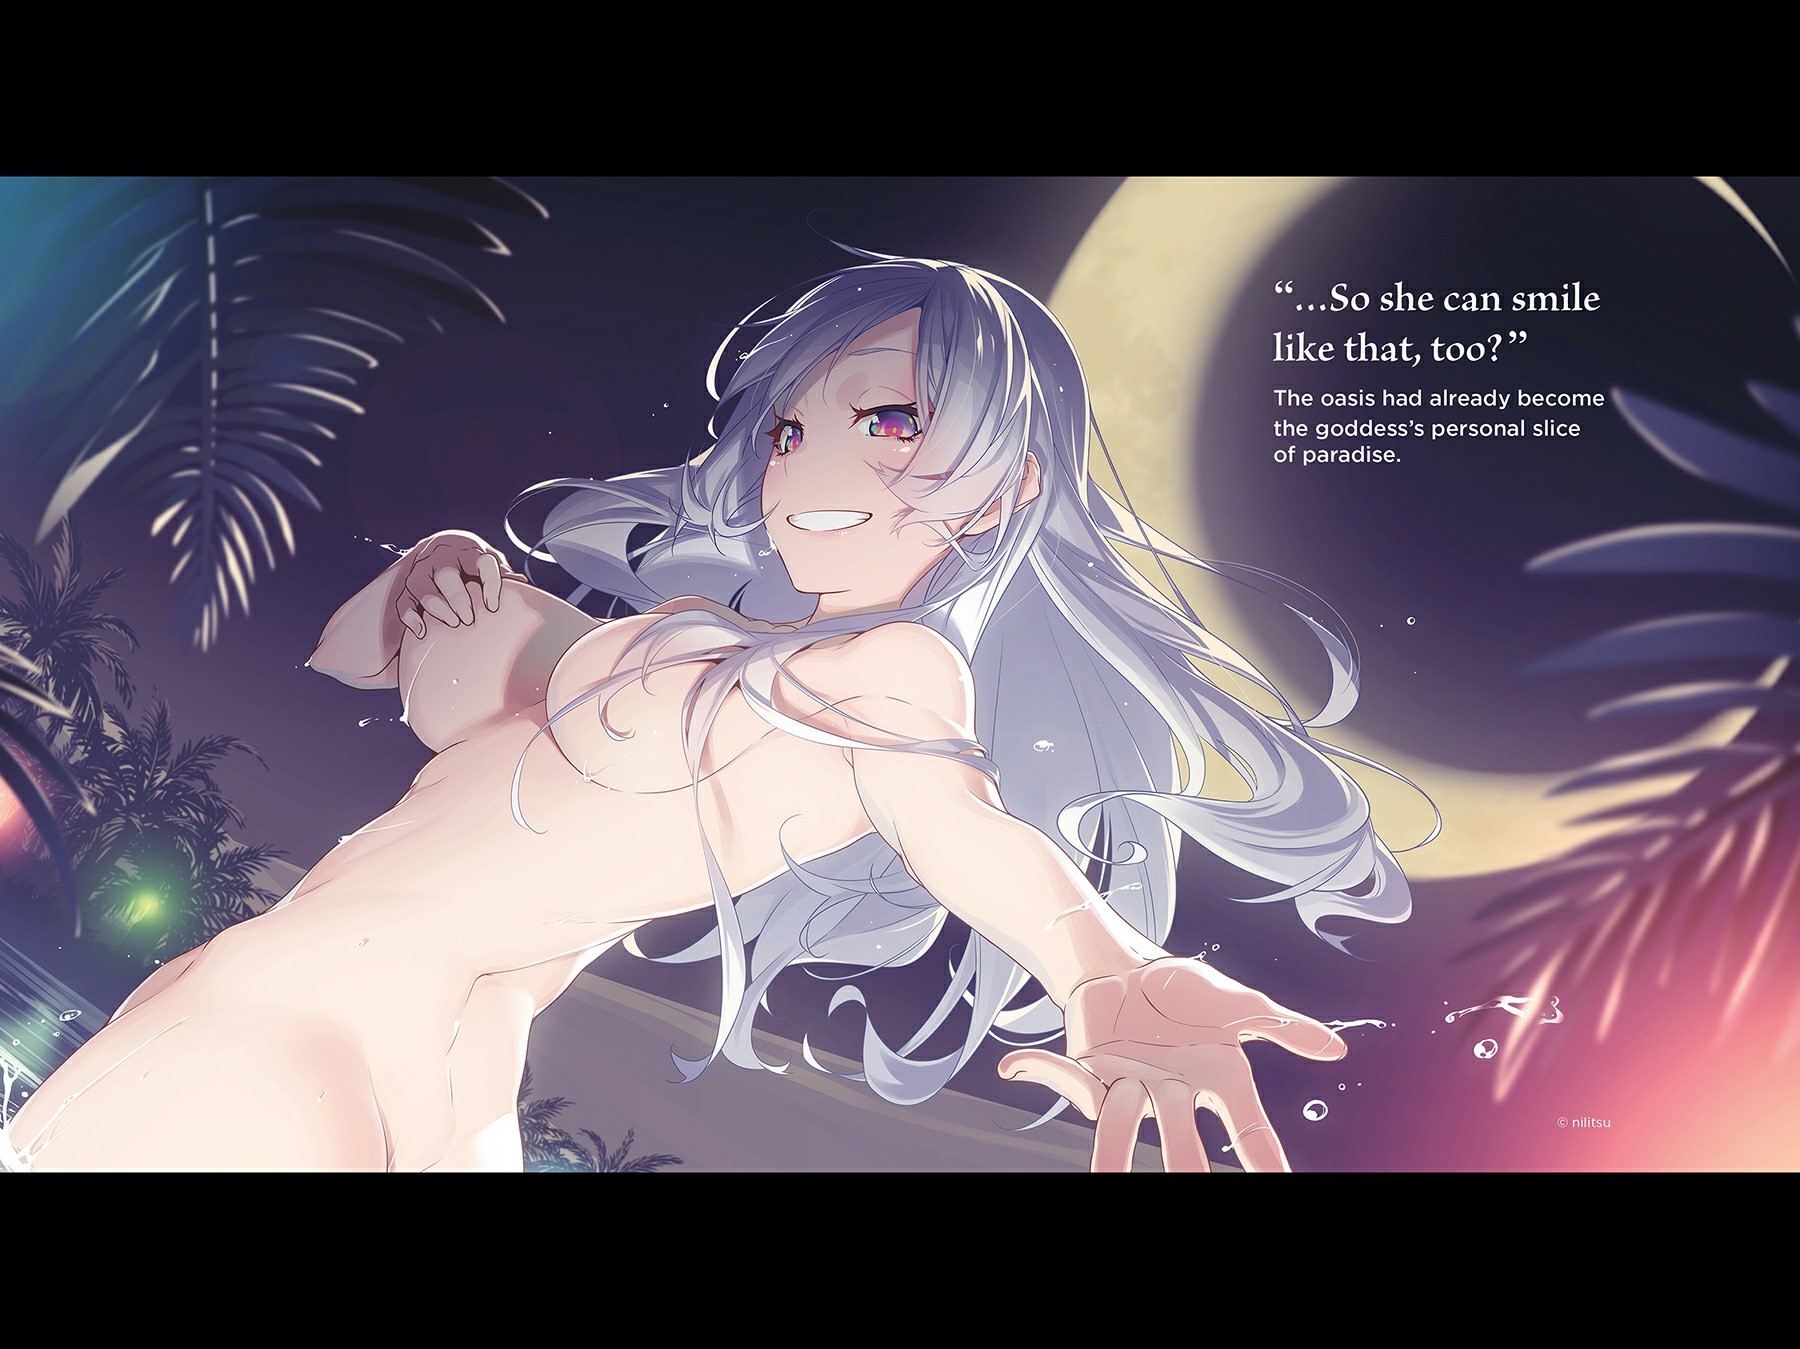 “...So she can smile
like that, too?”
The oasis had already become
the goddess’s personal slice
of paradise.
© nilitsu